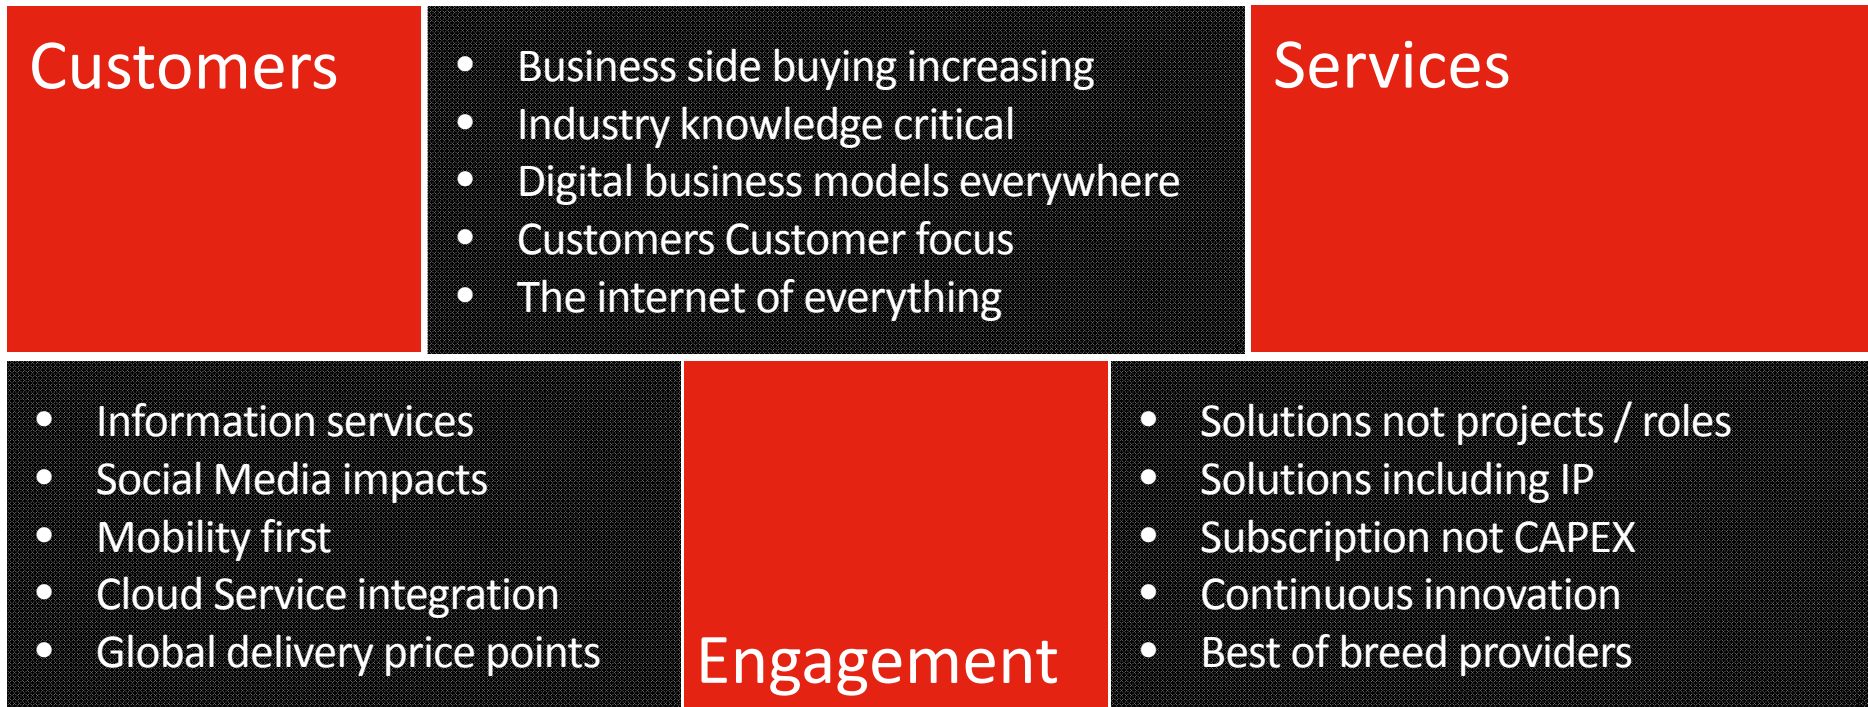 Customers
• Business side buying increasing
• Industry knowledge critical
• Digital business models everywhere
• Customers Customer focus
• The internet of everything
Services
• Information services
• Social Media impacts
• Mobility first
• Cloud Service integration
• Global delivery price points
Engagement
• Solutions not projects / roles
• Solutions including IP
• Subscription not CAPEX
• Continuous innovation
• Best of breed providers